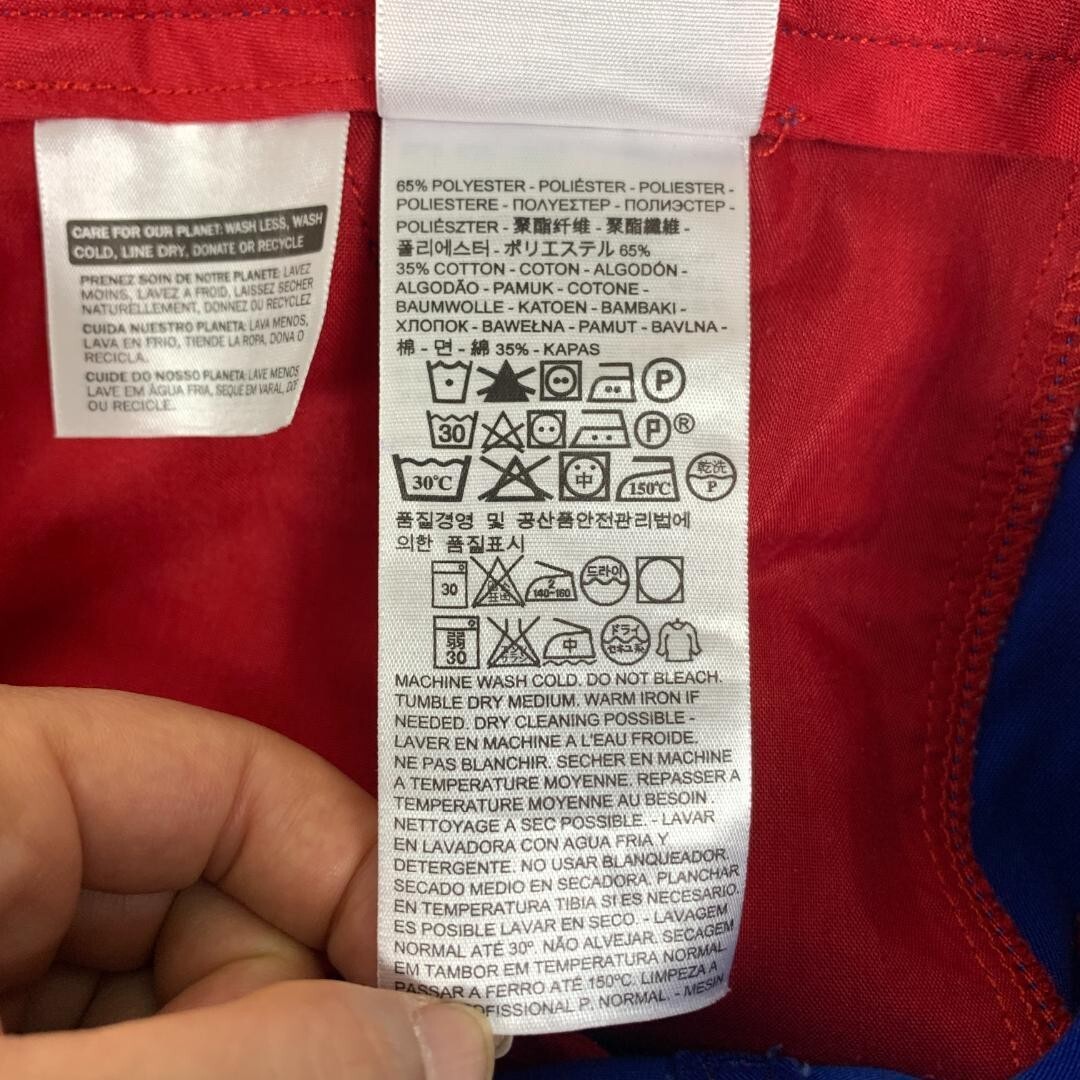 CARE FOR OUR PLANET: WASH LESS, WASH
COLD, LINE DRY, DONATE OR RECYCLE
PRENEZ SOIN DE NOTRE PLANETE: LAVEZ
MOINS, LAVEZ A FROID, LAISSEZ SECHER
NATURELLEMENT, DONNEZ OU RECYCLEZ
CUIDA NUESTRO PLANETA: LAVA MENOS,
LAVA EN FRIO, TIENDE LA ROPA, DONA O
RECICLA.
CUIDE DO NOSSO PLANETA: LAVE MENOS
LAVE EM ÁGUA FRIA, SEQUE EM VARAL, DOE
OU RECICLE.
65% POLYESTER - POLIÉSTER - POLIESTER -
POLIESTERE - ΠΟΛΥΕΣΤΕΡ - ПОЛИЭСТЕР -
POLIÉSZTER - 聚酯纤维 - 聚酯纖維 -
폴리에스터 - ポリエステル 65%
35% COTTON - COTON - ALGODÓN -
ALGODÃO - PAMUK - COTONE -
BAUMWOLLE - KATOEN - BAMBAKI -
ХЛОПОК - BAWEŁNA - PAMUT - BAVLNA -
棉 - 면 - 綿 35% - KAPAS
P
30 P ®
30℃ 中 150℃ 乾洗 P
품질경영 및 공산품안전관리법에
의한 품질표시
30 2 140~160 드라이
弱 30 中 ドライ セキユ系
MACHINE WASH COLD. DO NOT BLEACH.
TUMBLE DRY MEDIUM. WARM IRON IF
NEEDED. DRY CLEANING POSSIBLE -
LAVER EN MACHINE A L'EAU FROIDE.
NE PAS BLANCHIR. SECHER EN MACHINE
A TEMPERATURE MOYENNE. REPASSER A
TEMPERATURE MOYENNE AU BESOIN.
NETTOYAGE A SEC POSSIBLE. - LAVAR
EN LAVADORA CON AGUA FRIA Y
DETERGENTE. NO USAR BLANQUEADOR.
SECADO MEDIO EN SECADORA. PLANCHAR
EN TEMPERATURA TIBIA SI ES NECESARIO.
ES POSIBLE LAVAR EN SECO. - LAVAGEM
NORMAL ATÉ 30º. NÃO ALVEJAR. SECAGEM
EM TAMBOR EM TEMPERATURA NORMAL.
PASSAR A FERRO ATÉ 150ºC. LIMPEZA A
P. NORMAL. - MESIN